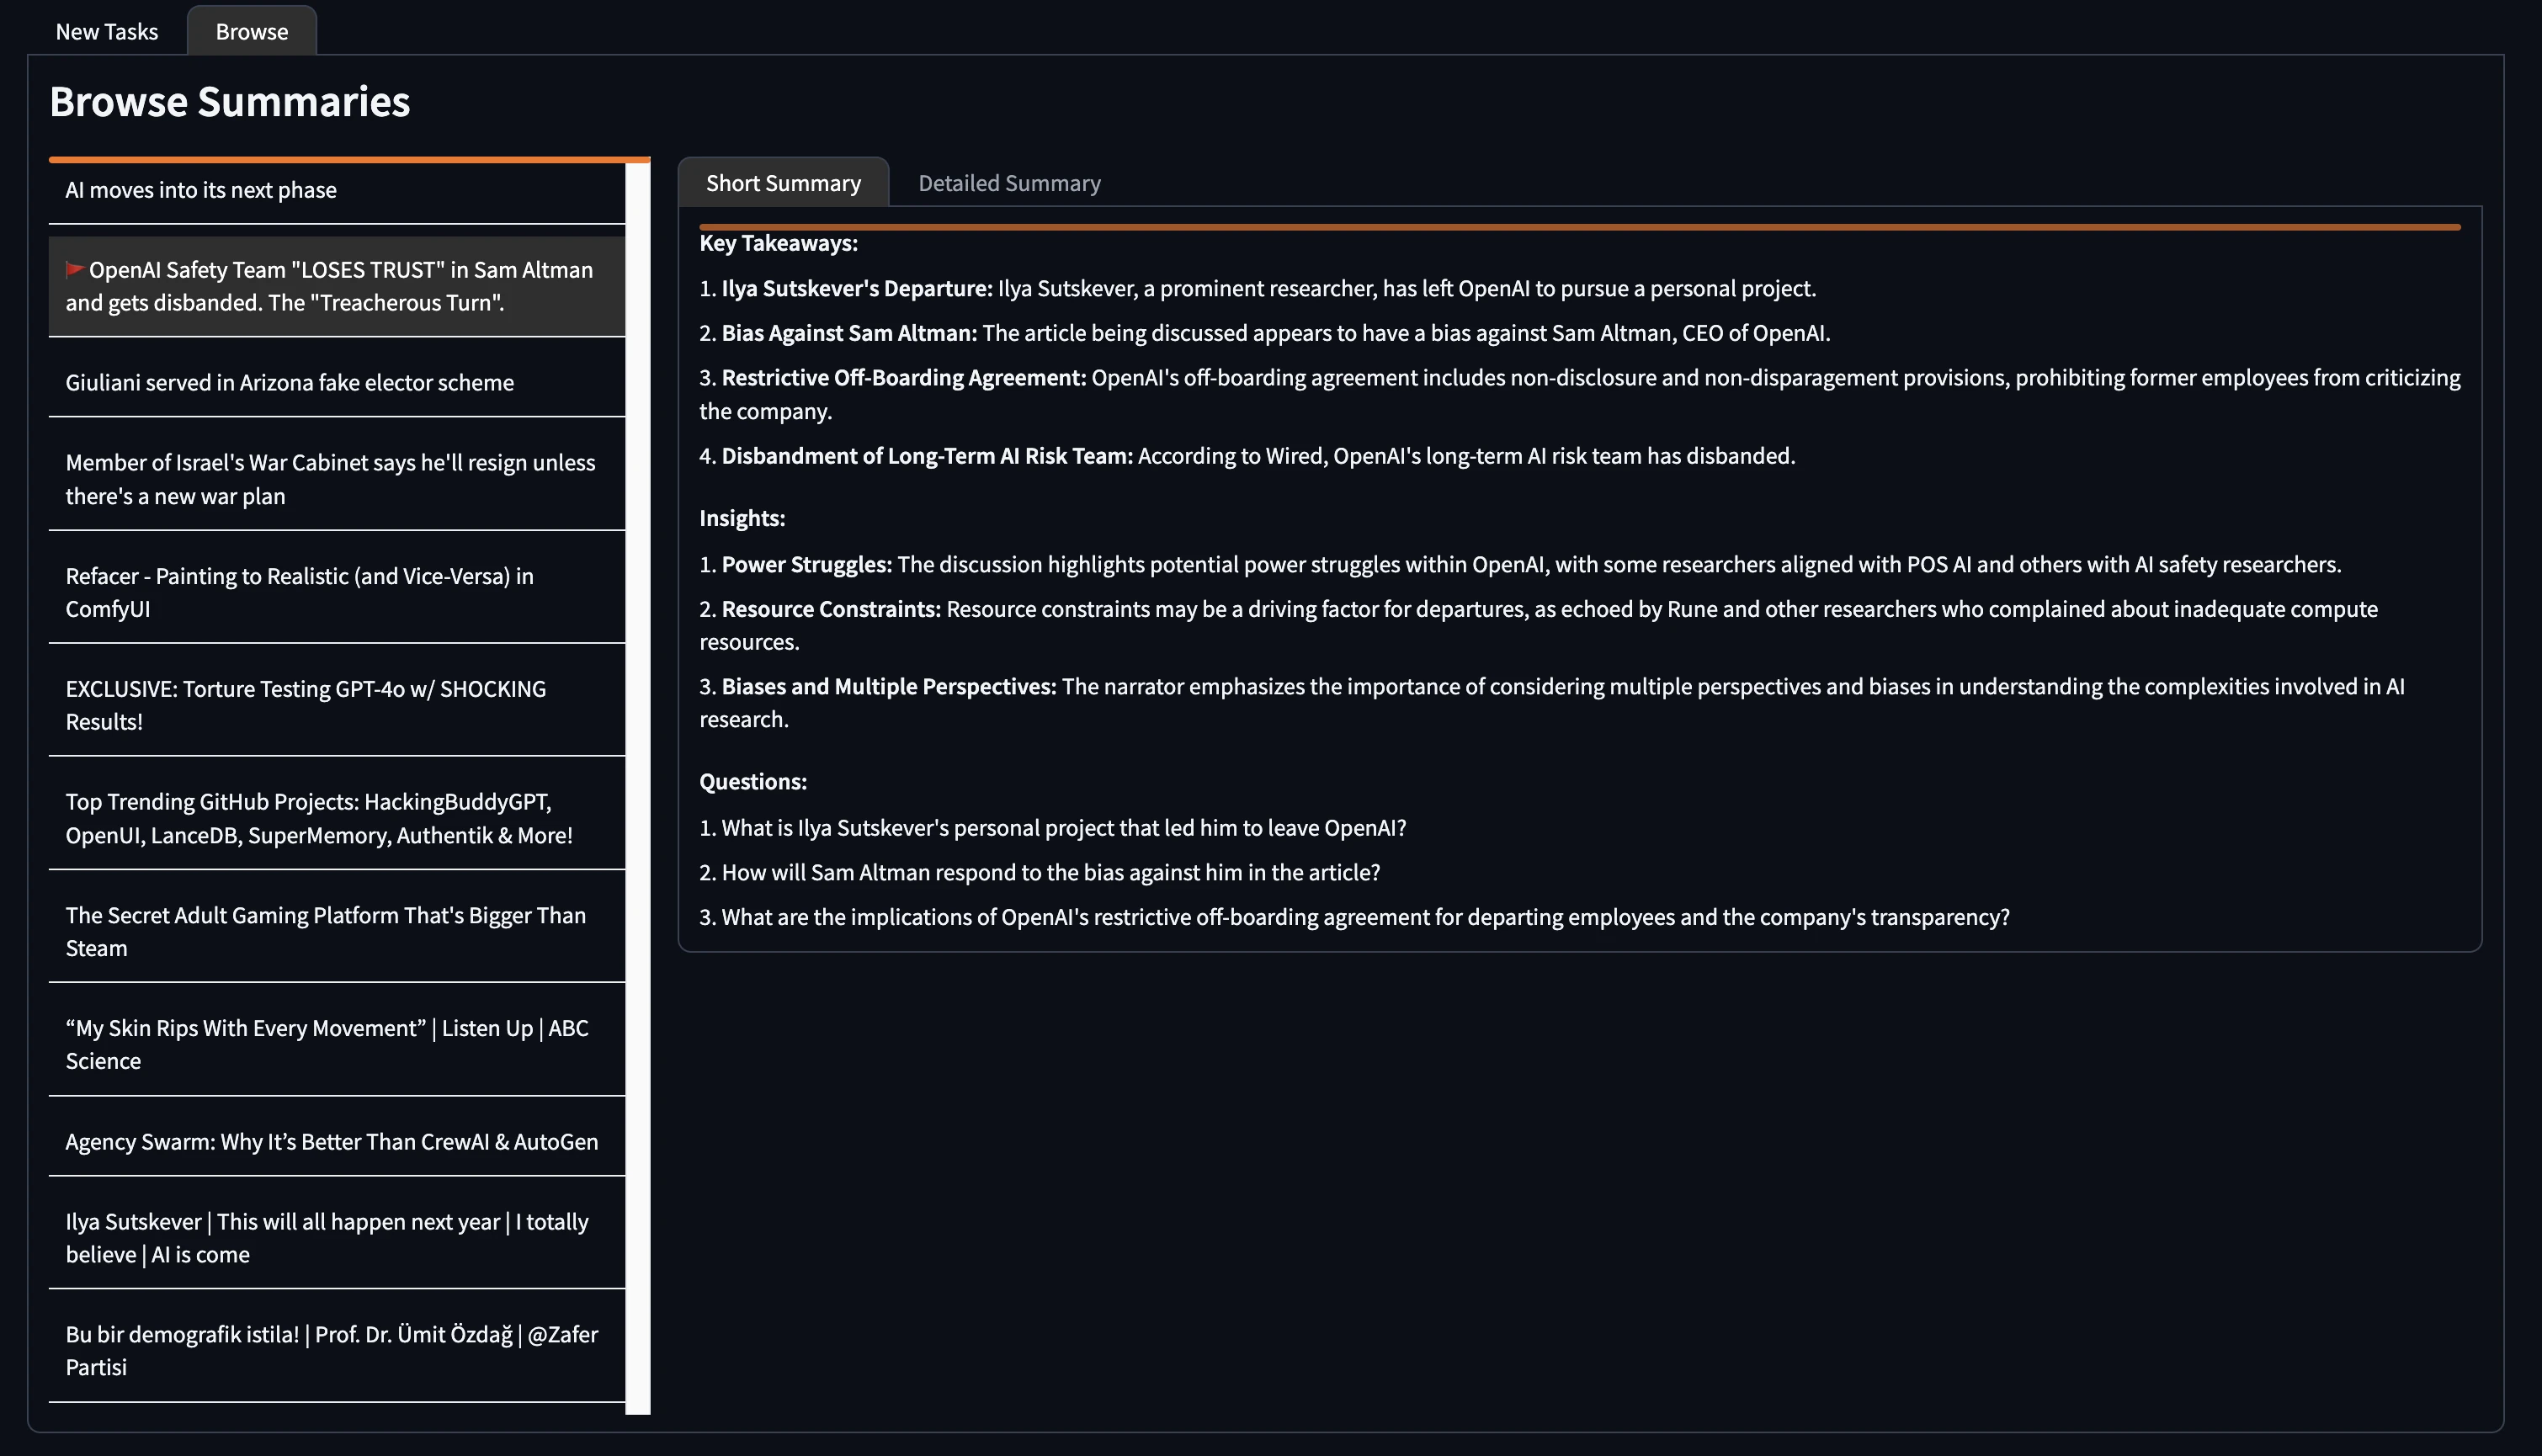 New Tasks
Browse
Browse Summaries
AI moves into its next phase
🚩OpenAI Safety Team "LOSES TRUST" in Sam Altman
and gets disbanded. The "Treacherous Turn".
Giuliani served in Arizona fake elector scheme
Member of Israel's War Cabinet says he'll resign unless
there's a new war plan
Refacer - Painting to Realistic (and Vice-Versa) in
ComfyUI
EXCLUSIVE: Torture Testing GPT-4o w/ SHOCKING
Results!
Top Trending GitHub Projects: HackingBuddyGPT,
OpenUI, LanceDB, SuperMemory, Authentik & More!
The Secret Adult Gaming Platform That's Bigger Than
Steam
“My Skin Rips With Every Movement” | Listen Up | ABC
Science
Agency Swarm: Why It’s Better Than CrewAI & AutoGen
Ilya Sutskever | This will all happen next year | I totally
believe | AI is come
Bu bir demografik istila! | Prof. Dr. Ümit Özdağ | @Zafer
Partisi
Short Summary
Detailed Summary
Key Takeaways:
1. Ilya Sutskever's Departure: Ilya Sutskever, a prominent researcher, has left OpenAI to pursue a personal project.
2. Bias Against Sam Altman: The article being discussed appears to have a bias against Sam Altman, CEO of OpenAI.
3. Restrictive Off-Boarding Agreement: OpenAI's off-boarding agreement includes non-disclosure and non-disparagement provisions, prohibiting former employees from criticizing
the company.
4. Disbandment of Long-Term AI Risk Team: According to Wired, OpenAI's long-term AI risk team has disbanded.
Insights:
1. Power Struggles: The discussion highlights potential power struggles within OpenAI, with some researchers aligned with POS AI and others with AI safety researchers.
2. Resource Constraints: Resource constraints may be a driving factor for departures, as echoed by Rune and other researchers who complained about inadequate compute
resources.
3. Biases and Multiple Perspectives: The narrator emphasizes the importance of considering multiple perspectives and biases in understanding the complexities involved in AI
research.
Questions:
1. What is Ilya Sutskever's personal project that led him to leave OpenAI?
2. How will Sam Altman respond to the bias against him in the article?
3. What are the implications of OpenAI's restrictive off-boarding agreement for departing employees and the company's transparency?